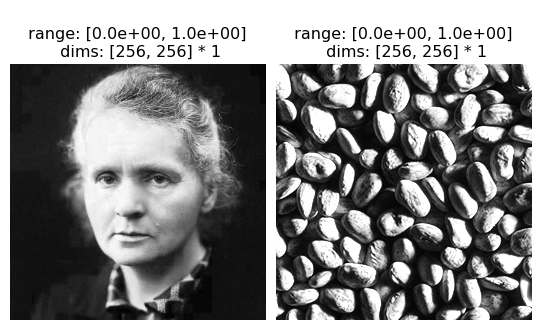 range: [0.0e+00, 1.0e+00]
dims: [256, 256] * 1
range: [0.0e+00, 1.0e+00]
dims: [256, 256] * 1